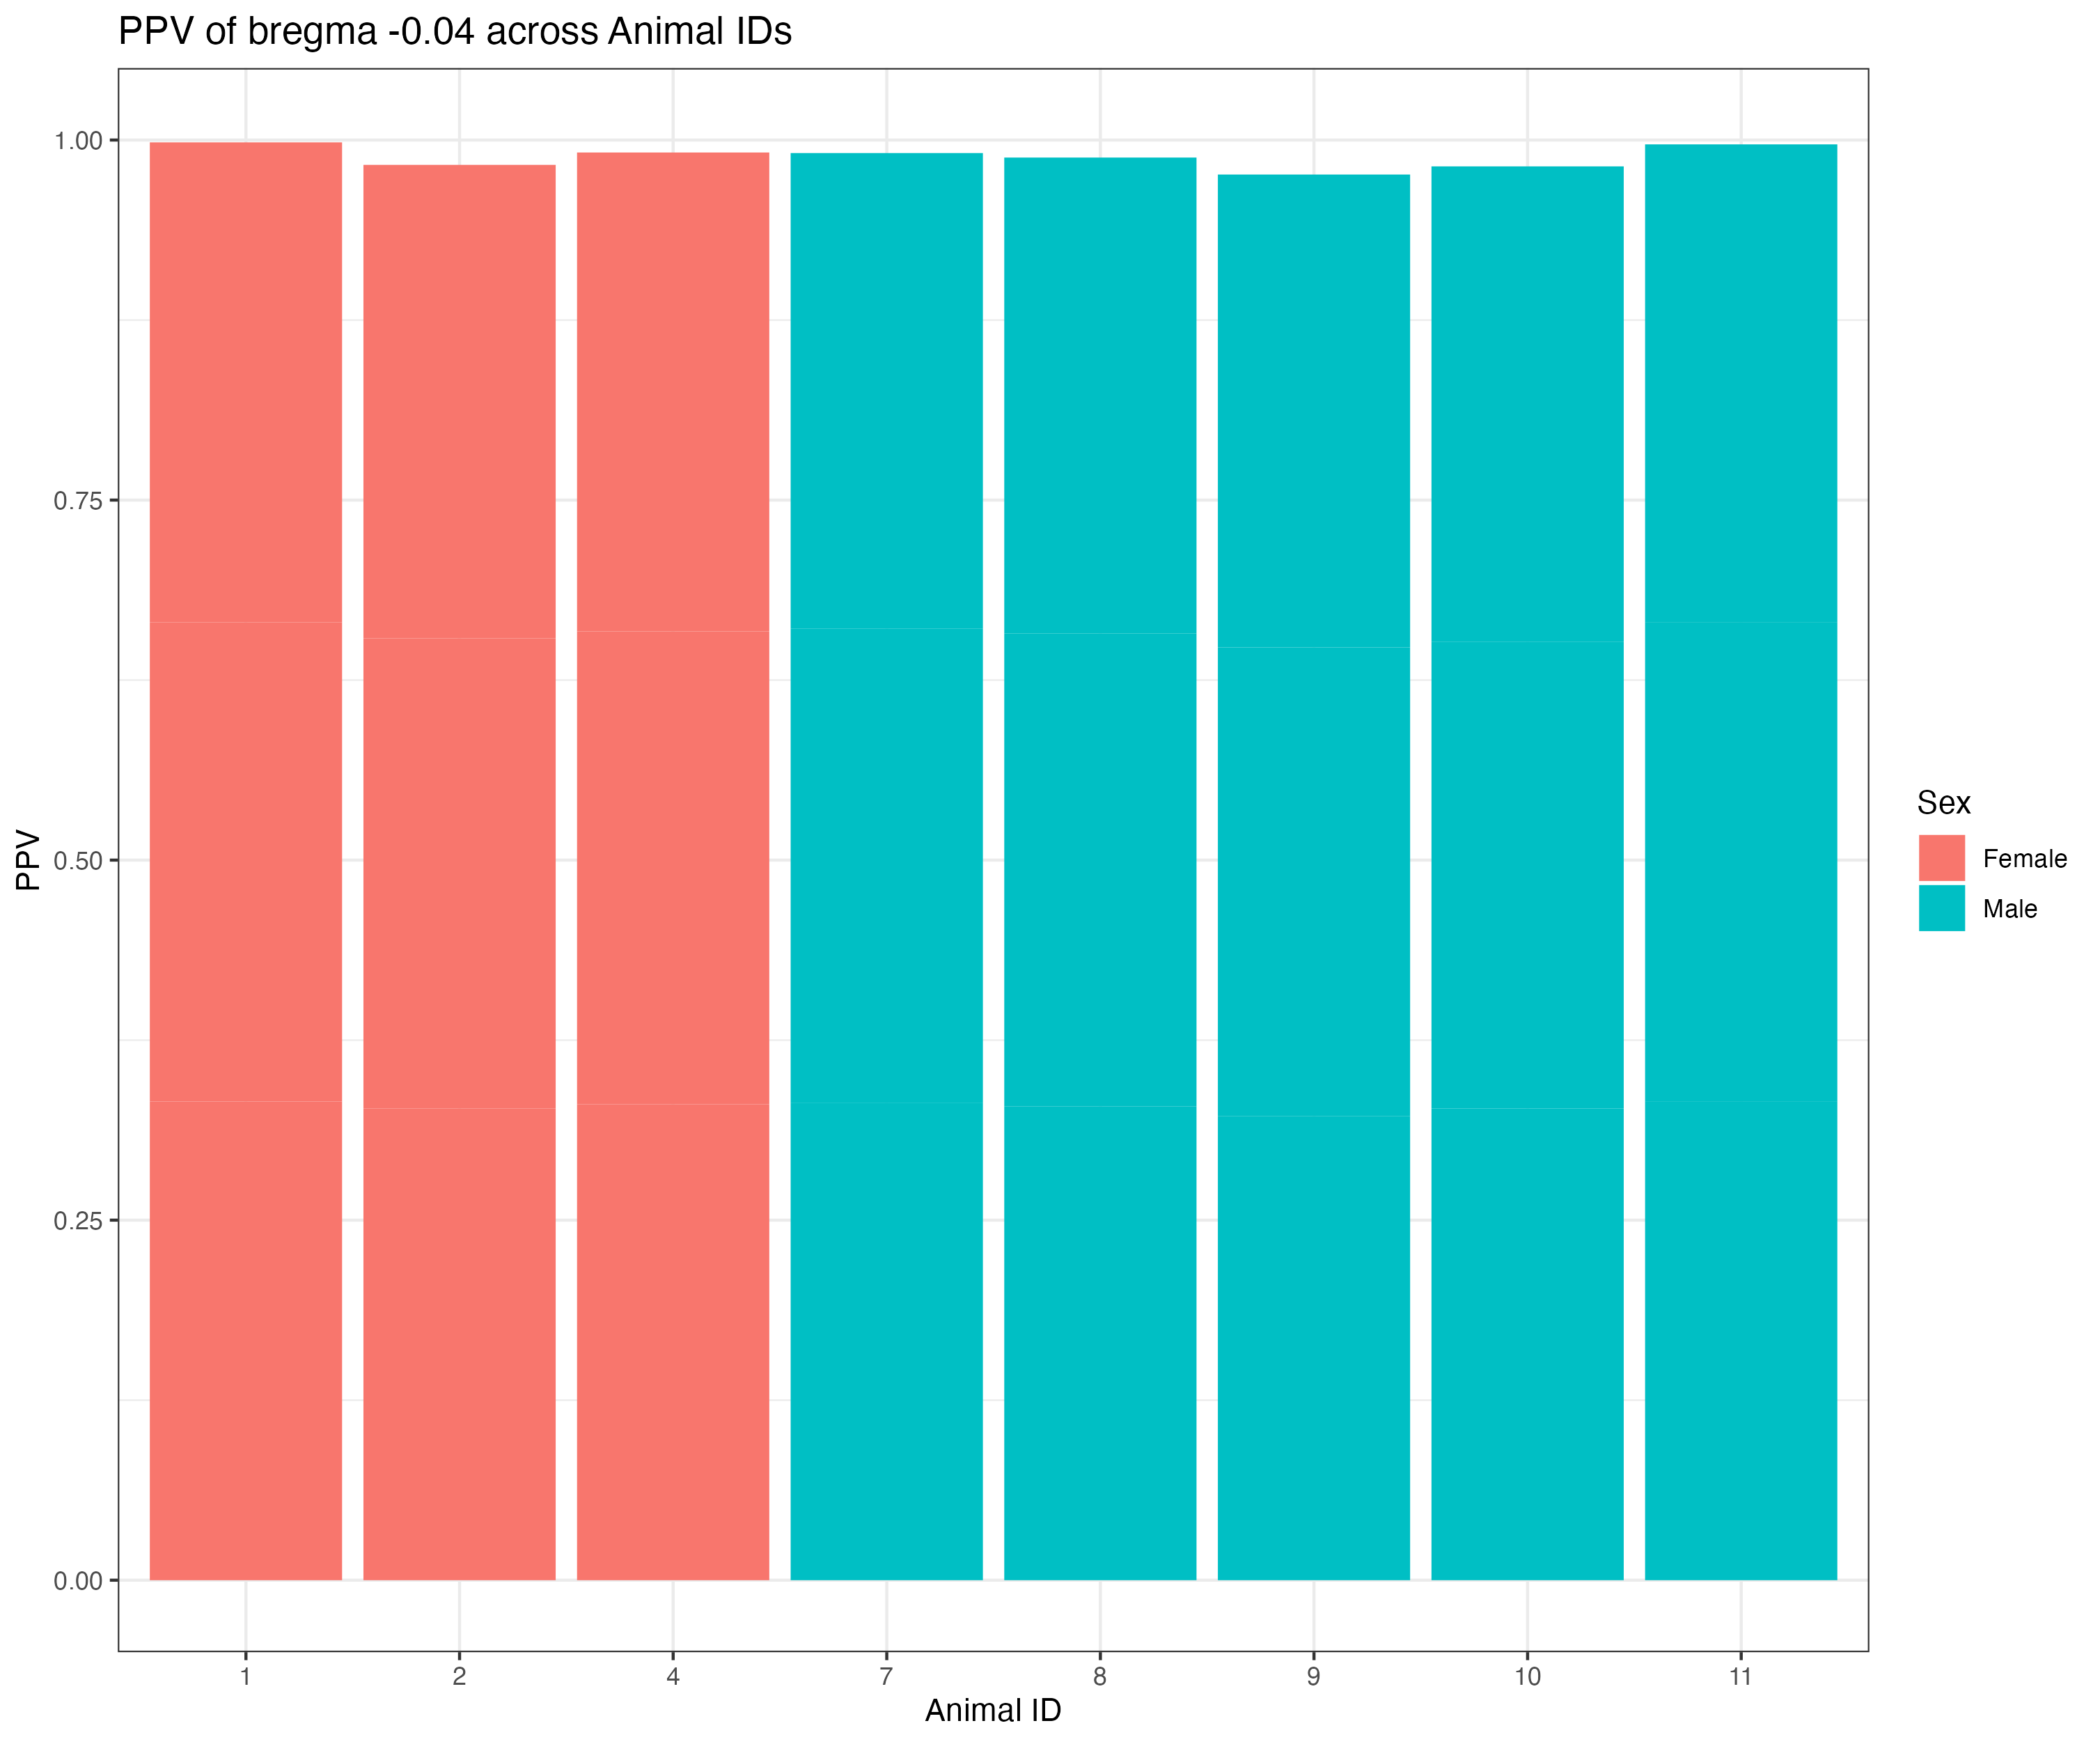 PPV of bregma -0.04 across Animal IDs
1.00
0.75
0.50
0.25
0.00
PPV
1 2 4 7 8 9 10 11
Animal ID
Sex
Female
Male